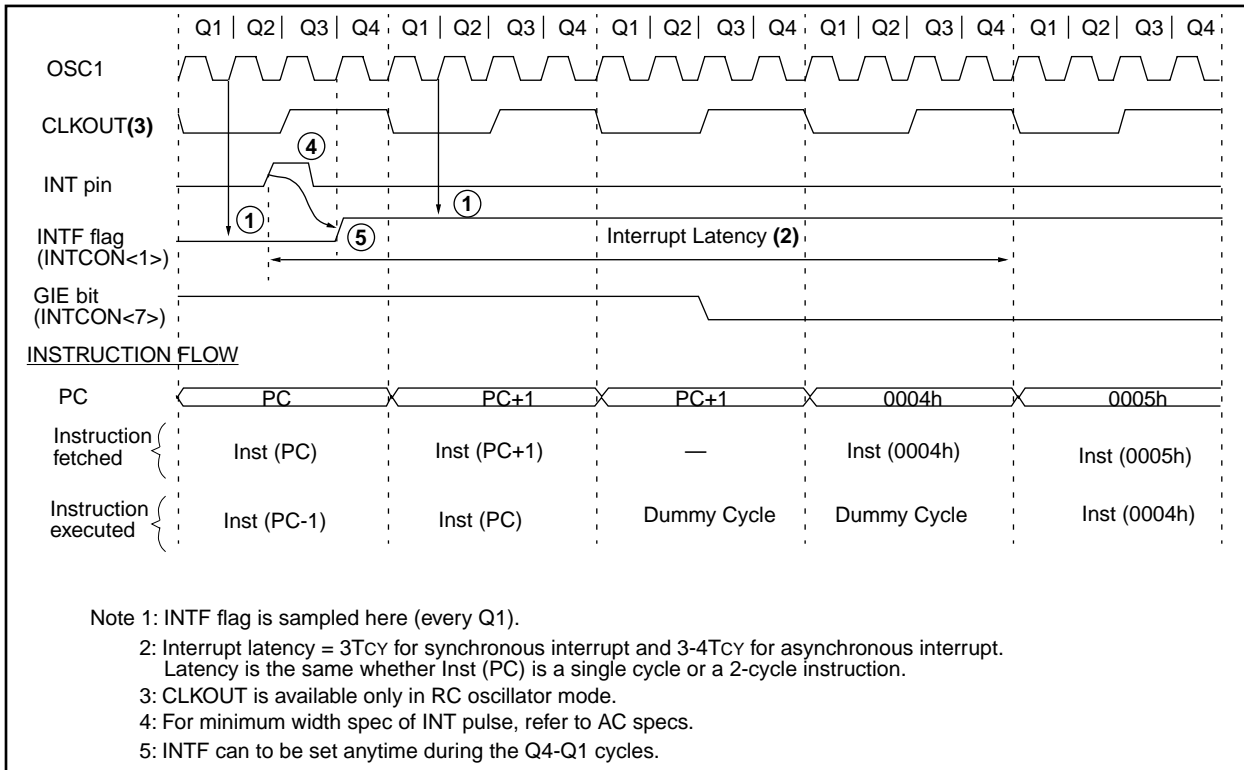 Q1 | Q2 | Q3 | Q4 Q1 | Q2 | Q3 | Q4 Q1 | Q2 | Q3 | Q4 Q1 | Q2 | Q3 | Q4 Q1 | Q2 | Q3 | Q4
OSC1
CLKOUT(3)
4
INT pin
1 1
INTF flag
(INTCON<1>)
5
Interrupt Latency (2)
GIE bit
(INTCON<7>)
INSTRUCTION FLOW
PC PC PC+1 PC+1 0004h 0005h
Instruction
fetched
Inst (PC) Inst (PC+1) — Inst (0004h) Inst (0005h)
Instruction
executed
Inst (PC-1) Inst (PC) Dummy Cycle Dummy Cycle Inst (0004h)
Note 1: INTF flag is sampled here (every Q1).
2: Interrupt latency = 3TCY for synchronous interrupt and 3-4TCY for asynchronous interrupt.
Latency is the same whether Inst (PC) is a single cycle or a 2-cycle instruction.
3: CLKOUT is available only in RC oscillator mode.
4: For minimum width spec of INT pulse, refer to AC specs.
5: INTF can to be set anytime during the Q4-Q1 cycles.